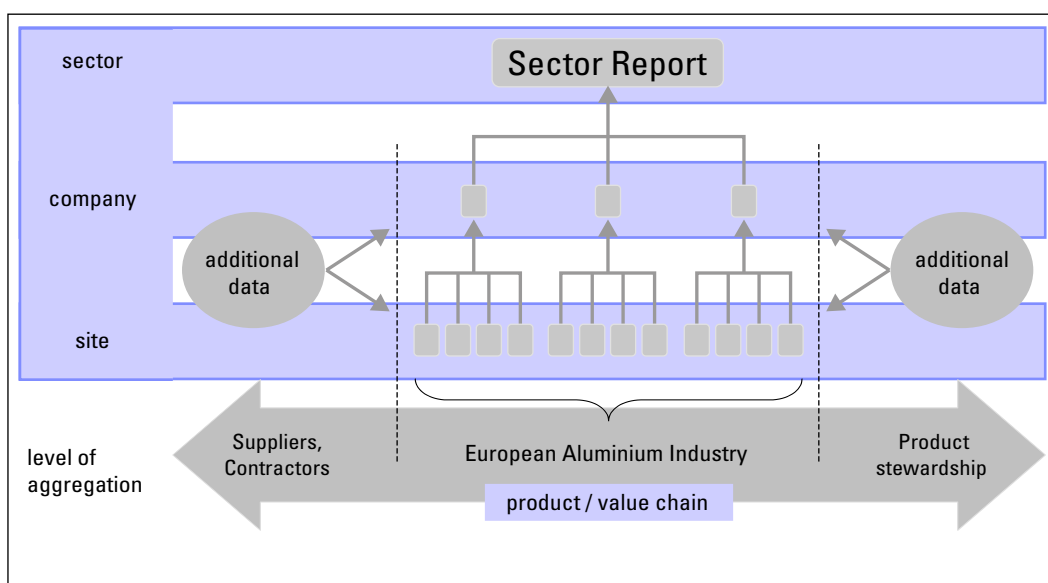 sector
Sector Report
company
additional
data
additional
data
site
level of
aggregation
Suppliers,
Contractors
European Aluminium Industry
Product
stewardship
product / value chain